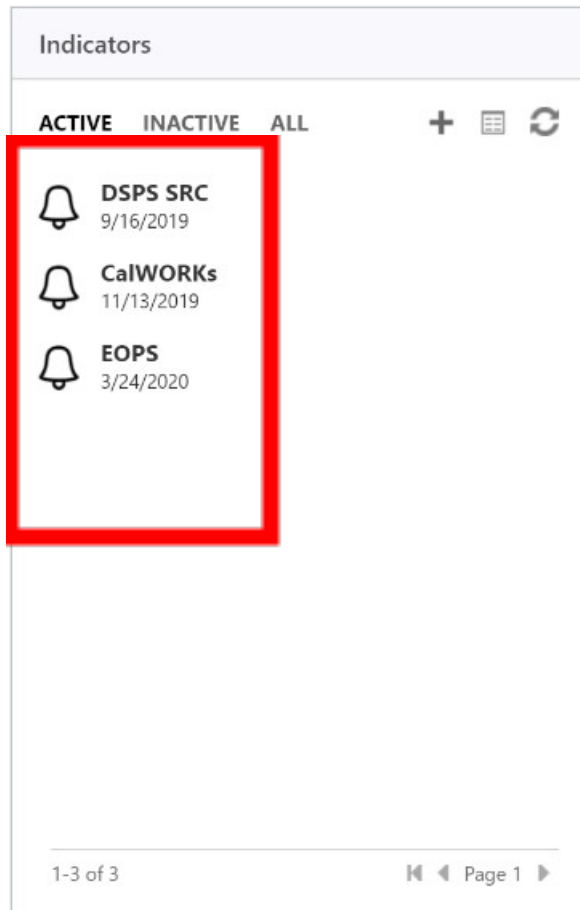 Indicators
ACTIVE INACTIVE ALL
DSPS SRC
9/16/2019
CalWORKs
11/13/2019
EOPS
3/24/2020
1-3 of 3 Page 1